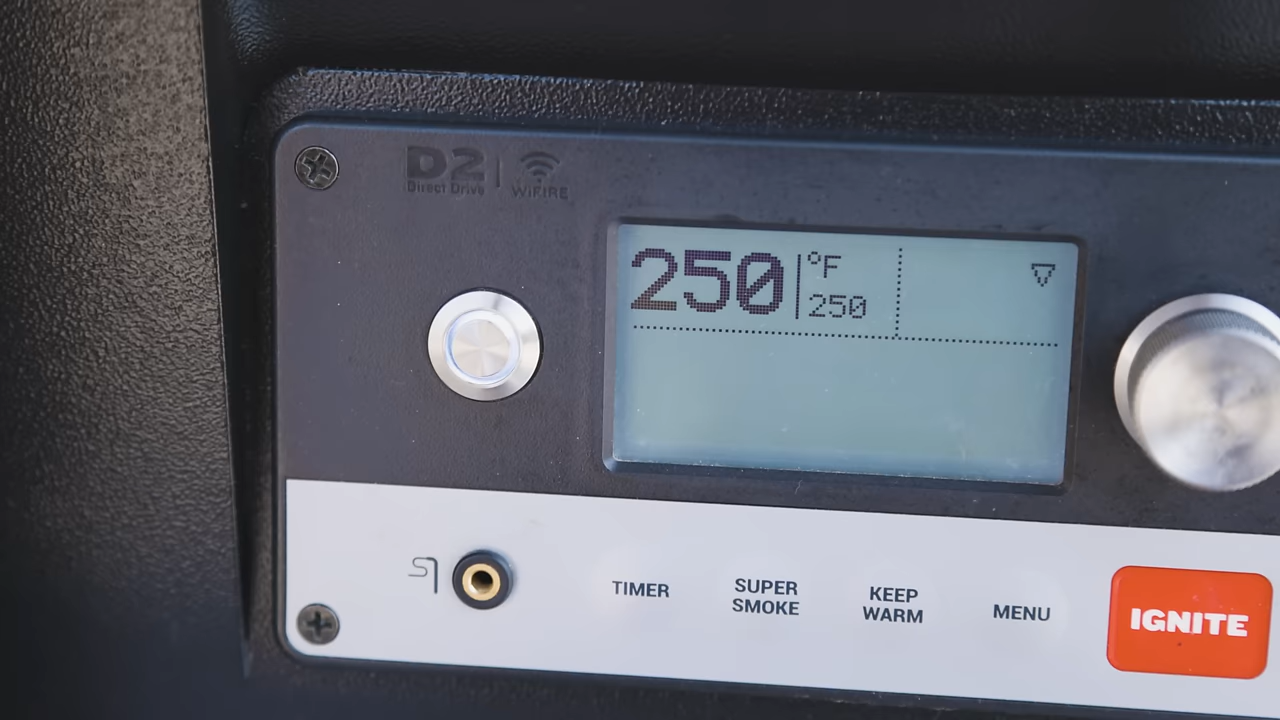 D2
Direct Drive
WiFIRE
250
°F
250
TIMER
SUPER
SMOKE
KEEP
WARM
MENU
IGNITE